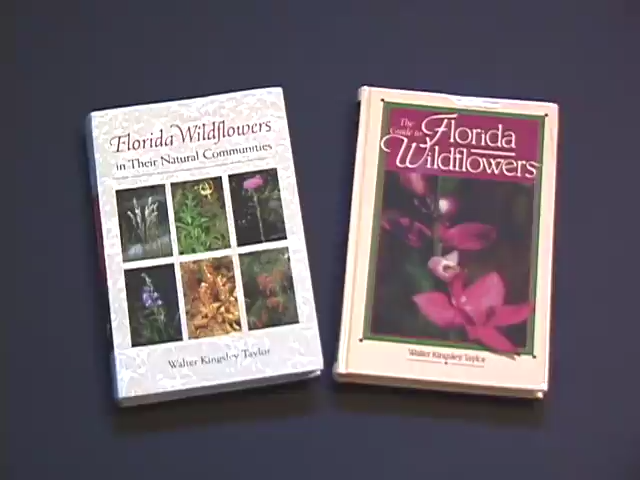 Florida Wildflowers
in Their Natural Communities
Walter Kingsley Taylor
The
Guide to Florida
Wildflowers
Walter Kingsley Taylor